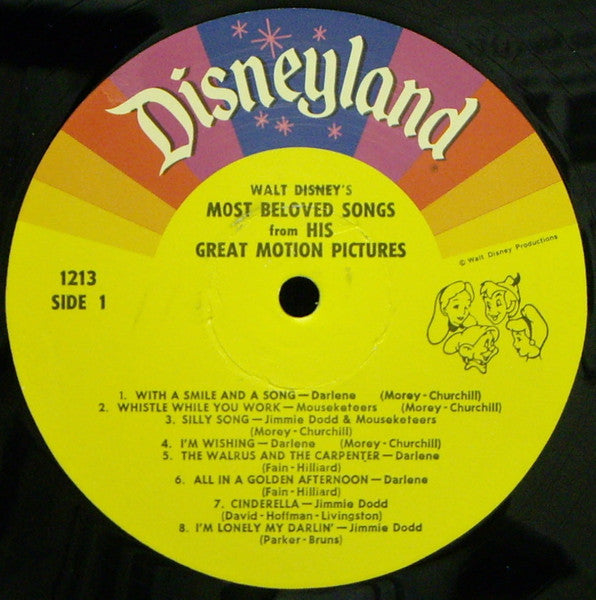 Disneyland
WALT DISNEY'S
MOST BELOVED SONGS
from HIS
GREAT MOTION PICTURES
© Walt Disney Productions
1213
SIDE 1
1. WITH A SMILE AND A SONG—Darlene (Morey-Churchill)
2. WHISTLE WHILE YOU WORK—Mouseketeers (Morey-Churchill)
3. SILLY SONG—Jimmie Dodd & Mouseketeers
(Morey-Churchill)
4. I'M WISHING—Darlene (Morey-Churchill)
5. THE WALRUS AND THE CARPENTER—Darlene
(Fain-Hilliard)
6. ALL IN A GOLDEN AFTERNOON—Darlene
(Fain-Hilliard)
7. CINDERELLA—Jimmie Dodd
(David-Hoffman-Livingston)
8. I'M LONELY MY DARLIN'—Jimmie Dodd
(Parker-Bruns)